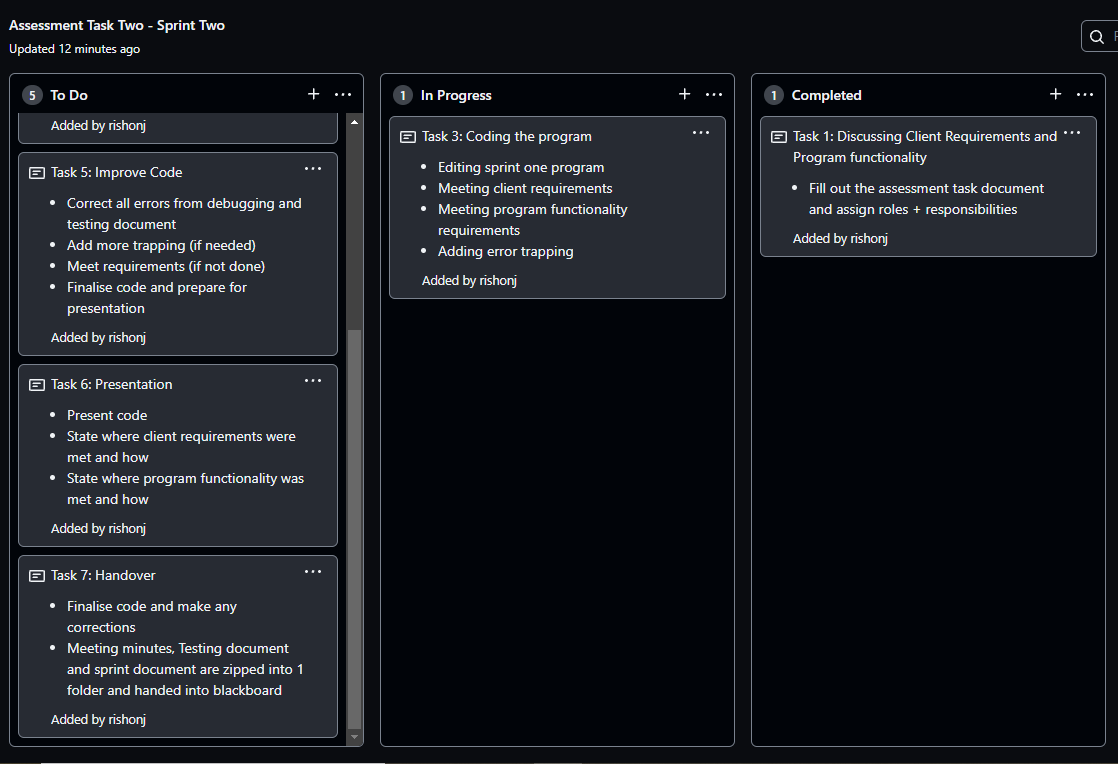 Assessment Task Two - Sprint Two
Updated 12 minutes ago
5 To Do
Added by rishonj
Task 5: Improve Code
Correct all errors from debugging and
testing document
Add more trapping (if needed)
Meet requirements (if not done)
Finalise code and prepare for
presentation
Added by rishonj
Task 6: Presentation
Present code
State where client requirements were
met and how
State where program functionality was
met and how
Added by rishonj
Task 7: Handover
Finalise code and make any
corrections
Meeting minutes, Testing document
and sprint document are zipped into 1
folder and handed into blackboard
Added by rishonj
1 In Progress
Task 3: Coding the program
Editing sprint one program
Meeting client requirements
Meeting program functionality
requirements
Adding error trapping
Added by rishonj
1 Completed
Task 1: Discussing Client Requirements and
Program functionality
Fill out the assessment task document
and assign roles + responsibilities
Added by rishonj